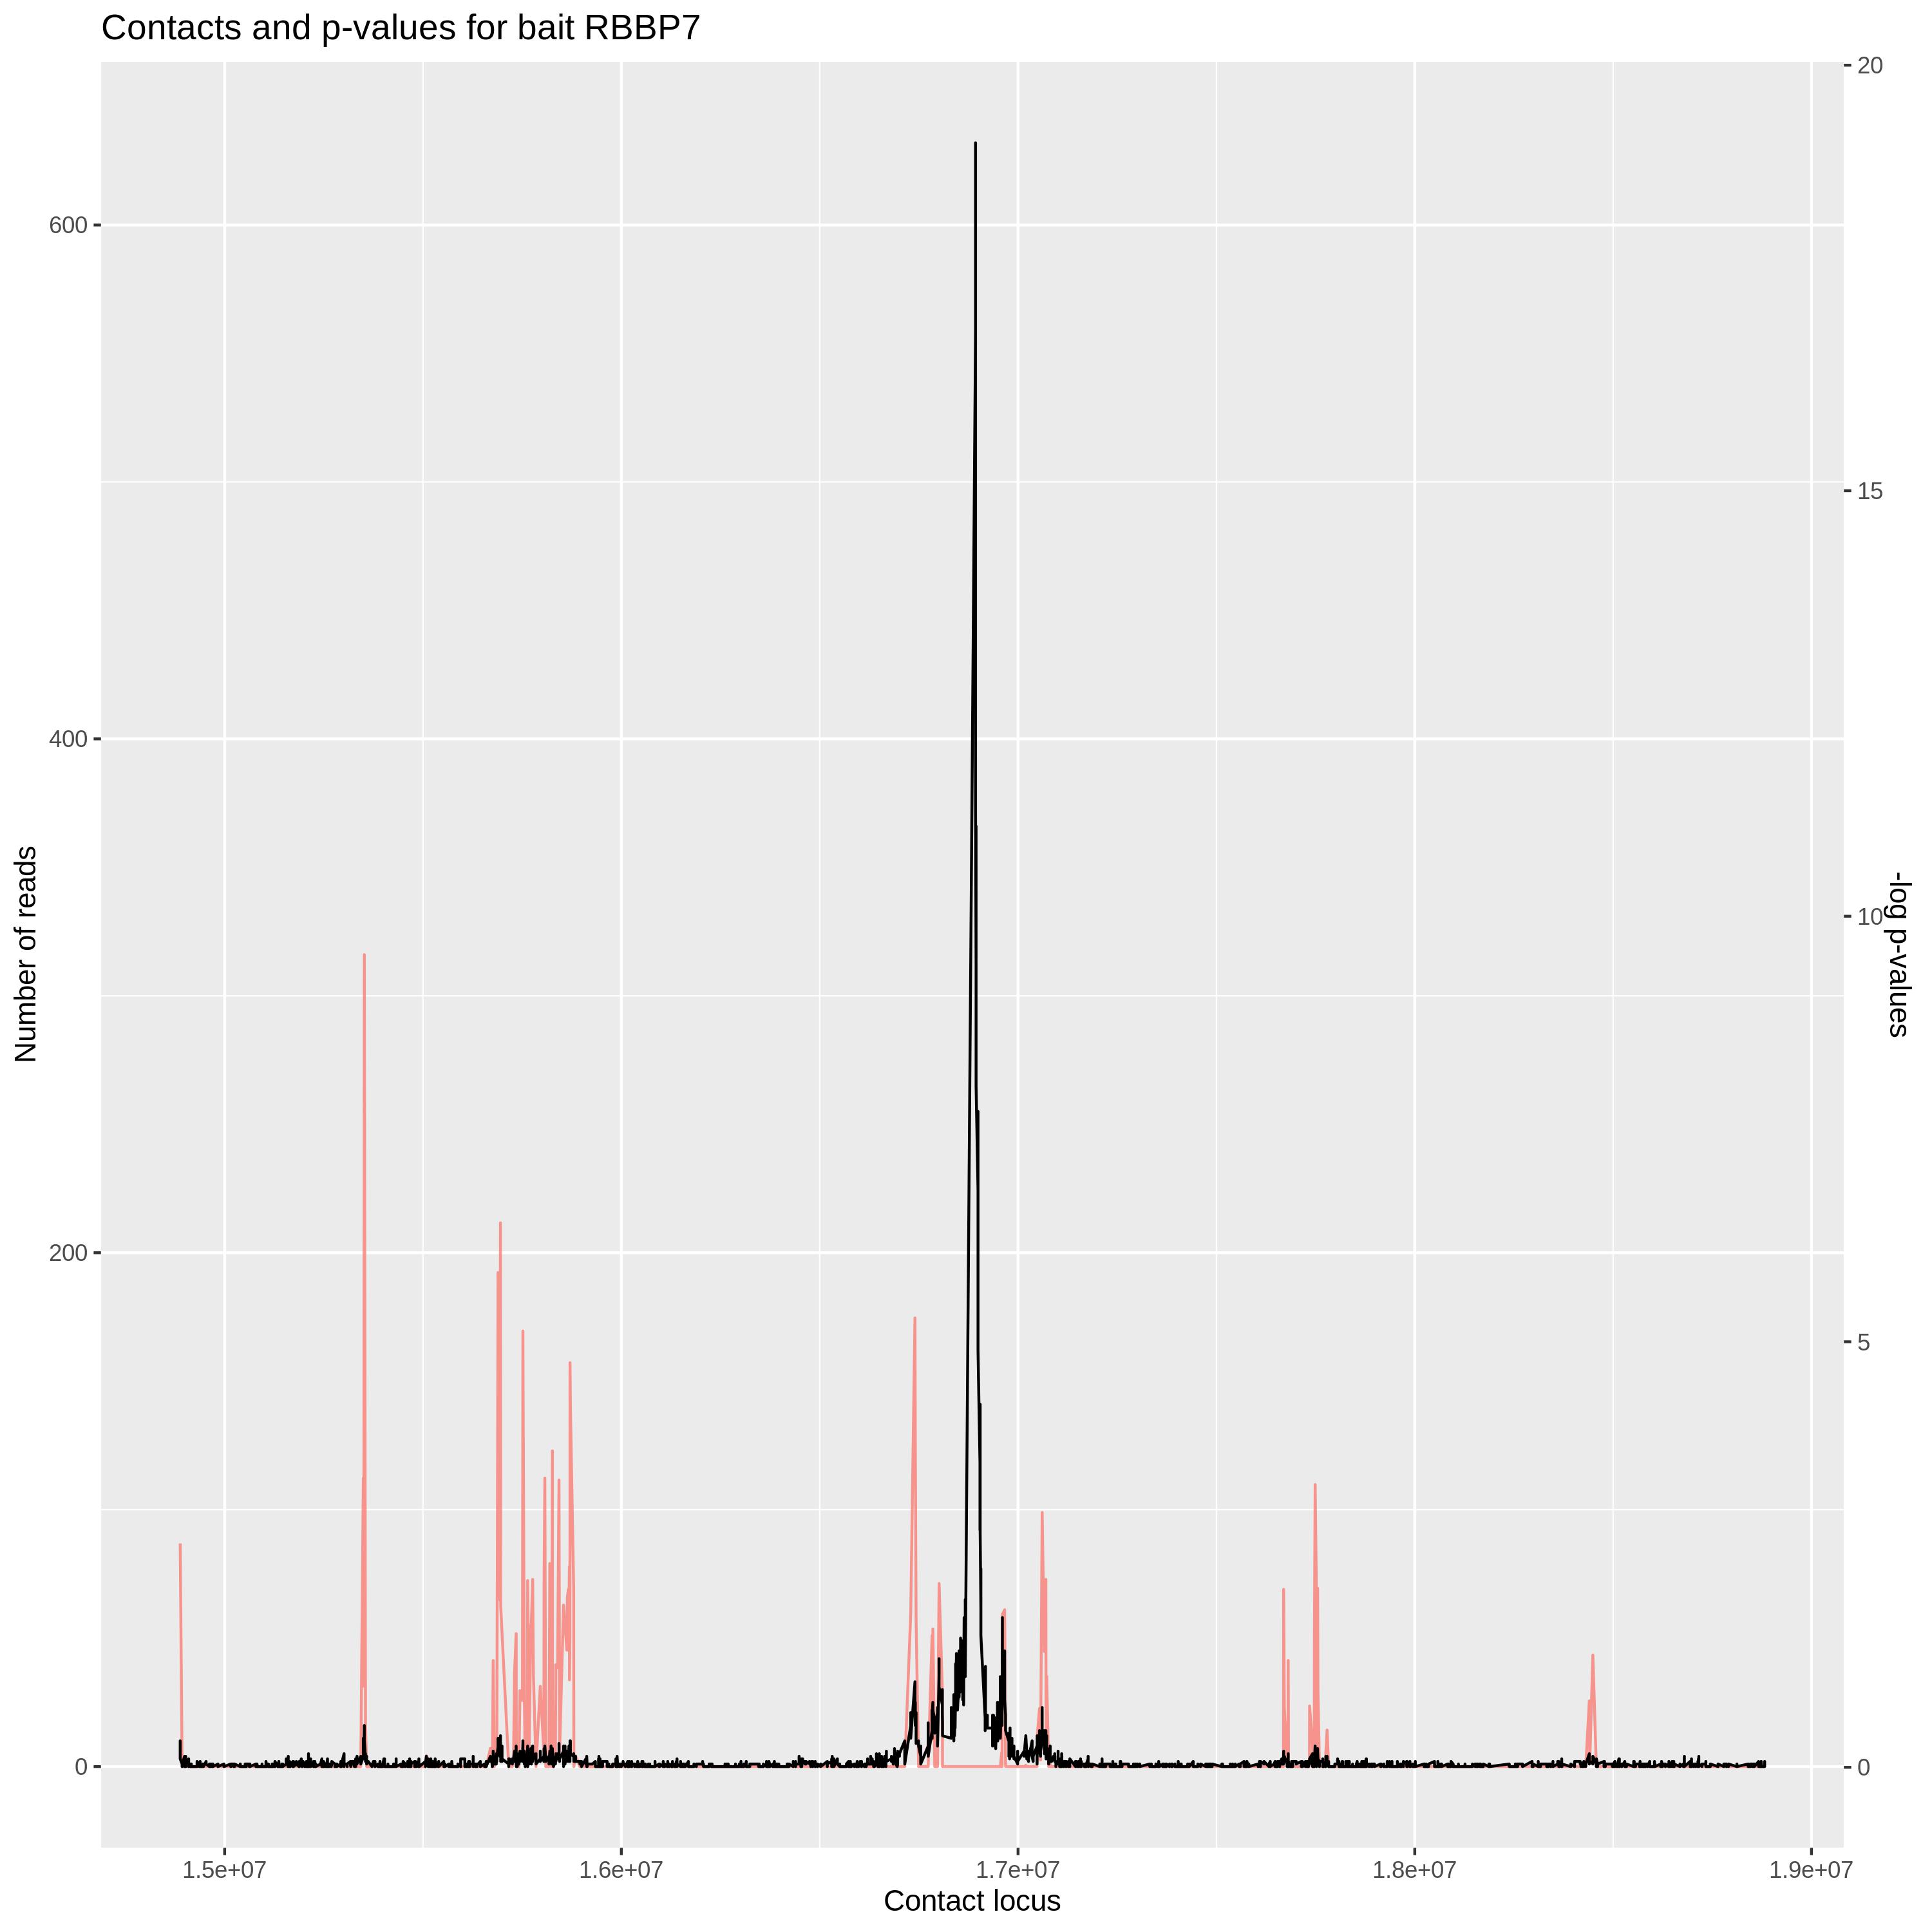 Contacts and p-values for bait RBBP7
20
600
15
400
Number of reads
10
-log p-values
200
5
0
0
1.5e+07
1.6e+07
1.7e+07
1.8e+07
1.9e+07
Contact locus